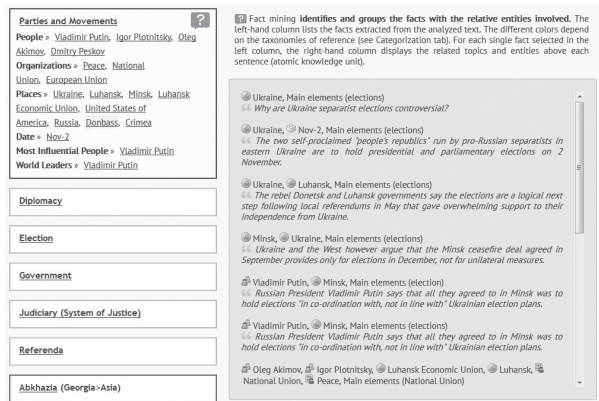 Parties and Movements
?
People » Vladimir Putin, Igor Plotnitsky, Oleg
Akimov, Dmitry Peskov
Organizations » Peace, National
Union, European Union
Places » Ukraine, Luhansk, Minsk, Luhansk
Economic Union, United States of
America, Russia, Donbass, Crimea
Date » Nov-2
Most Influential People » Vladimir Putin
World Leaders » Vladimir Putin
Diplomacy
Election
Government
Judiciary (System of Justice)
Referenda
Abkhazia (Georgia>Asia)
? Fact mining identifies and groups the facts with the relative entities involved. The
left-hand column lists the facts extracted from the analyzed text. The different colors depend
on the taxonomies of reference (see Categorization tab). For each single fact selected in the
left column, the right-hand column displays the related topics and entities above each
sentence (atomic knowledge unit).
Ukraine, Main elements (elections)
“ Why are Ukraine separatist elections controversial?
Ukraine, Nov-2, Main elements (elections)
“ The two self-proclaimed "people's republics" run by pro-Russian separatists in
eastern Ukraine are to hold presidential and parliamentary elections on 2
November.
Ukraine, Luhansk, Main elements (election)
“ The rebel Donetsk and Luhansk governments say the elections are a logical next
step following local referendums in May that gave overwhelming support to their
independence from Ukraine.
Minsk, Ukraine, Main elements (election)
“ Ukraine and the West however argue that the Minsk ceasefire deal agreed in
September provides only for elections in December, not for unilateral measures.
Vladimir Putin, Minsk, Main elements (election)
“ Russian President Vladimir Putin says that all they agreed to in Minsk was to
hold elections "in co-ordination with, not in line with" Ukrainian election plans.
Vladimir Putin, Minsk, Main elements (election)
“ Russian President Vladimir Putin says that all they agreed to in Minsk was to
hold elections "in co-ordination with, not in line with" Ukrainian election plans.
Oleg Akimov, Igor Plotnitsky, Luhansk Economic Union, Luhansk,
National Union, Peace, Main elements (National Union)